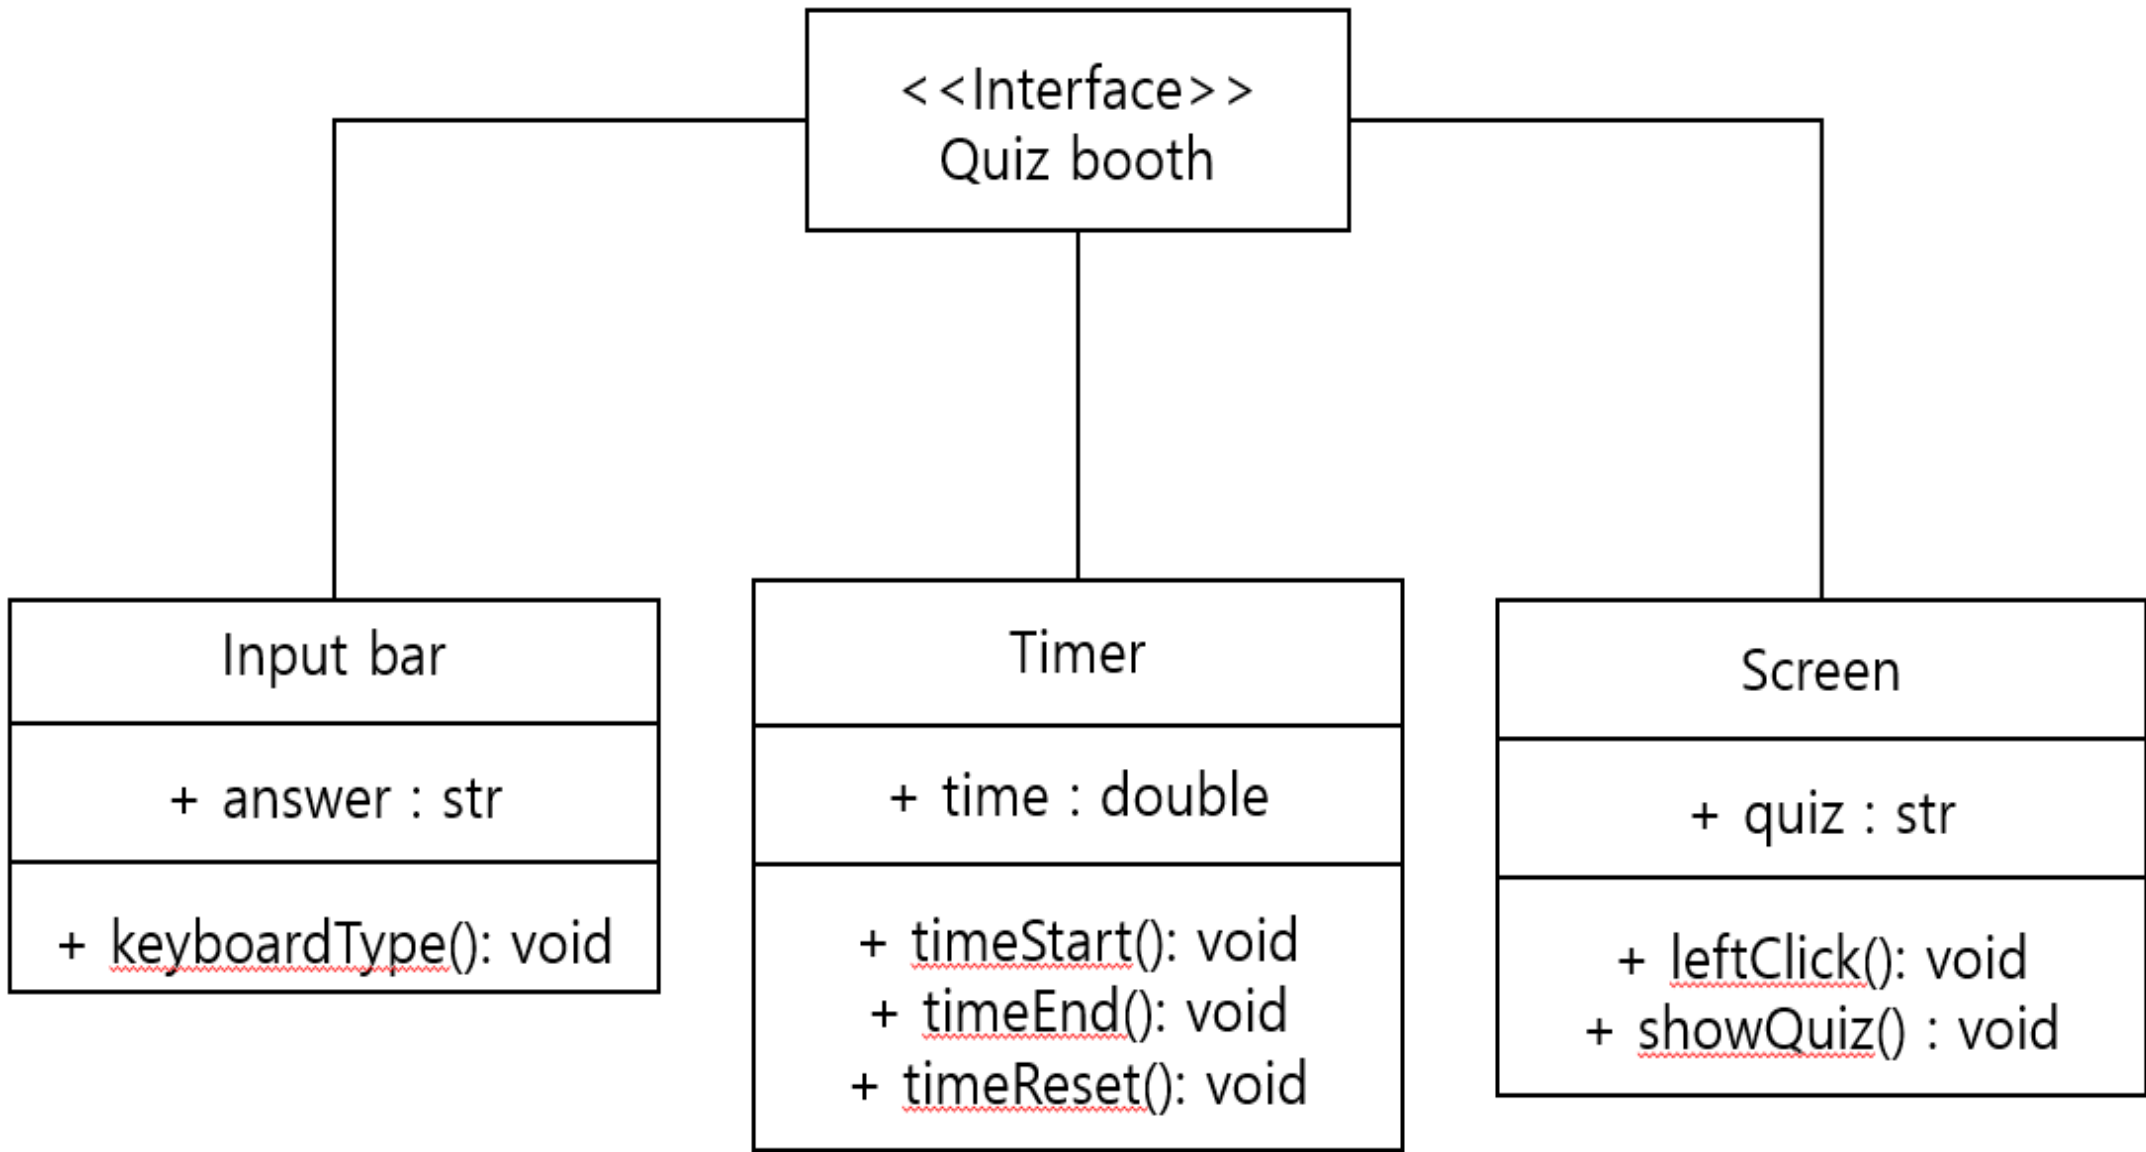 <<Interface>>
Quiz booth
Input bar
+ answer : str
+ keyboardType(): void
Timer
+ time : double
+ timeStart(): void
+ timeEnd(): void
+ timeReset(): void
Screen
+ quiz : str
+ leftClick(): void
+ showQuiz() : void